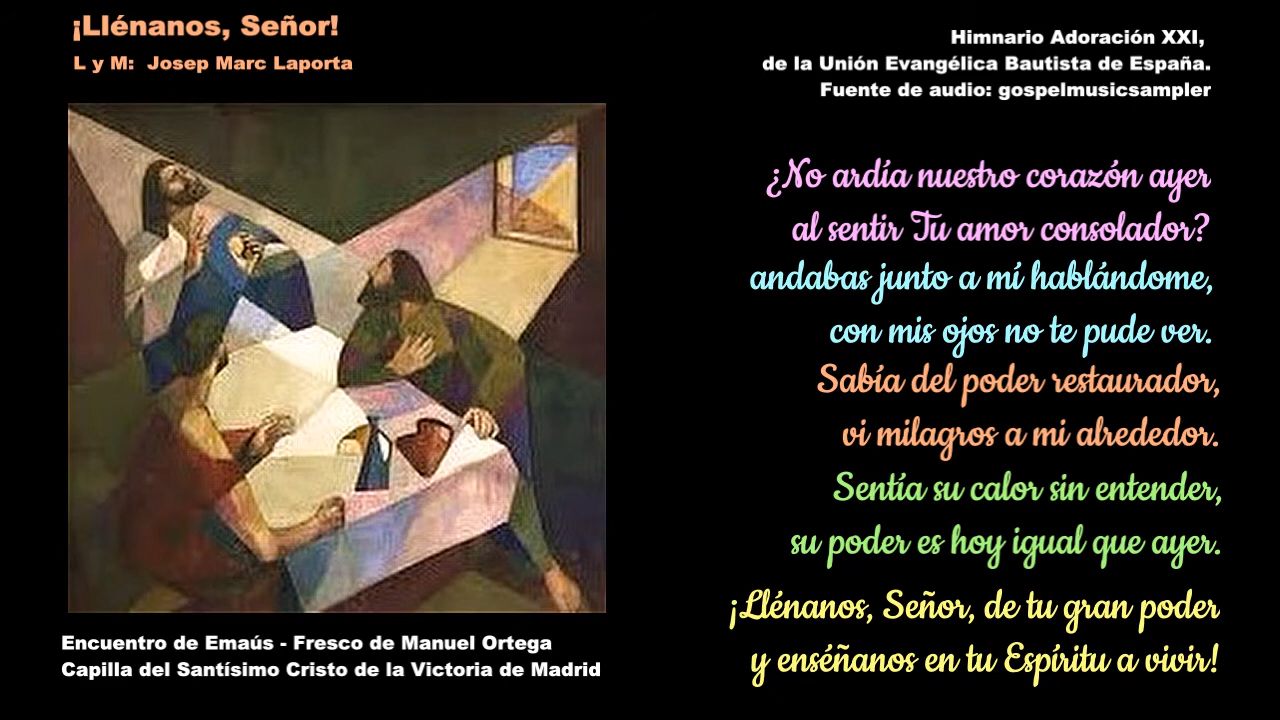 ¡Llénanos, Señor!
L y M: Josep Marc Laporta
Himnario Adoración XXI,
de la Unión Evangélica Bautista de España.
Fuente de audio: gospelmusicsampler
¿No ardía nuestro corazón ayer
al sentir Tu amor consolador?
andabas junto a mí hablándome,
con mis ojos no te pude ver.
Sabía del poder restaurador,
vi milagros a mi alrededor.
Sentía su calor sin entender,
su poder es hoy igual que ayer.
¡Llénanos, Señor, de tu gran poder
y enséñanos en tu Espíritu a vivir!
Encuentro de Emaús - Fresco de Manuel Ortega
Capilla del Santísimo Cristo de la Victoria de Madrid